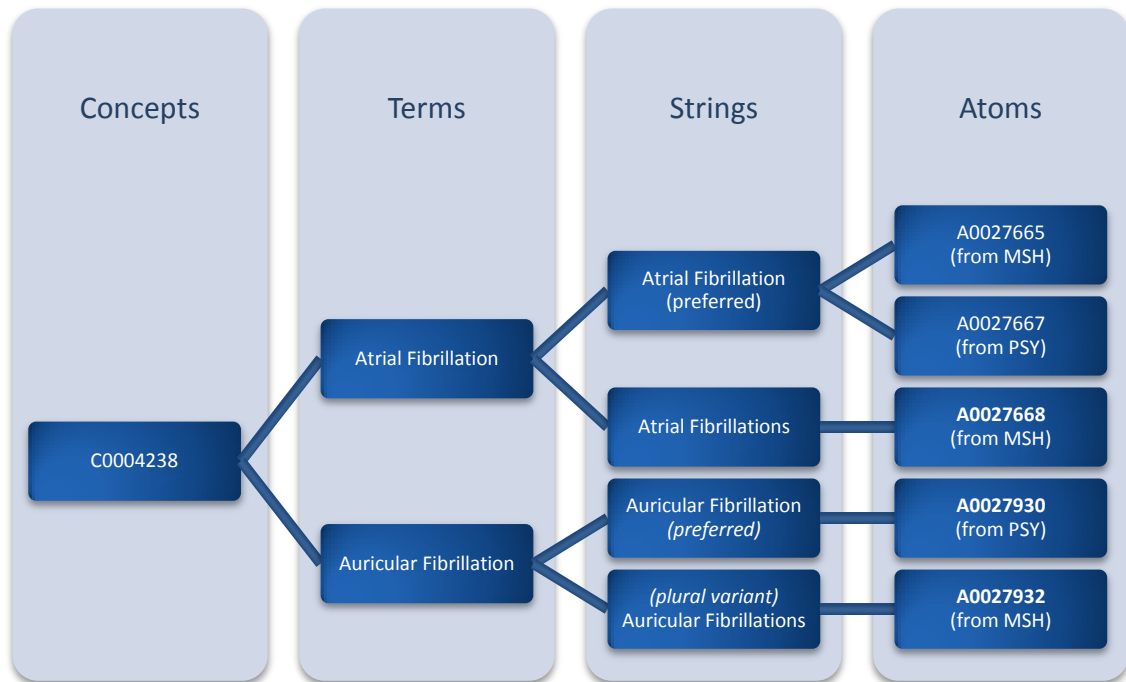 Concepts
Terms
Strings
Atoms
C0004238
Atrial Fibrillation
Auricular Fibrillation
Atrial Fibrillation
(preferred)
Atrial Fibrillations
Auricular Fibrillation
(preferred)
(plural variant)
Auricular Fibrillations
A0027665
(from MSH)
A0027667
(from PSY)
A0027668
(from MSH)
A0027930
(from PSY)
A0027932
(from MSH)